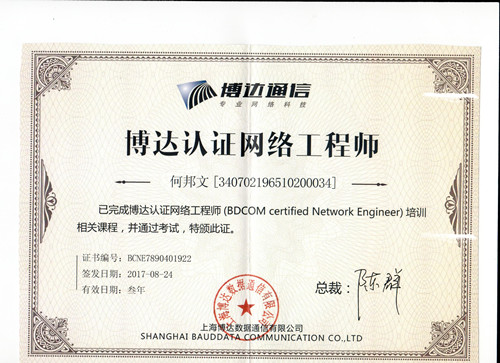 博达通信
专业网络科技
博达认证网络工程师
何邦文 [340702196510200034]
已完成博达认证网络工程师 (BDCOM certified Network Engineer) 培训
相关课程，并通过考试，特颁此证。
证书编号： BCNE7890401922
签发日期： 2017-08-24
有效日期： 叁年
总裁： 陈群
上海博达数据通信有限公司
上海博达数据通信有限公司
SHANGHAI BAUDDATA COMMUNICATION CO.,LTD